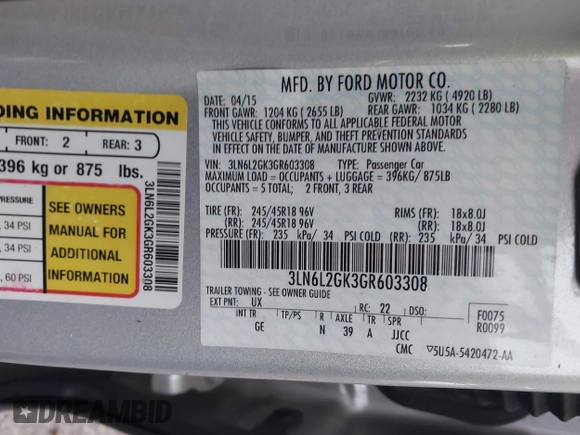 DING INFORMATION
FRONT: 2 REAR: 3
396 kg or 875 lbs.
PRESSURE
, 34 PSI
, 34 PSI
, 60 PSI
SEE OWNERS
MANUAL FOR
ADDITIONAL
INFORMATION
3LN6L2GK3GR603308
MFD. BY FORD MOTOR CO.
DATE: 04/15 GVWR: 2232 KG ( 4920 LB)
FRONT GAWR: 1204 KG ( 2655 LB) REAR GAWR: 1034 KG ( 2280 LB)
THIS VEHICLE CONFORMS TO ALL APPLICABLE FEDERAL MOTOR
VEHICLE SAFETY, BUMPER, AND THEFT PREVENTION STANDARDS
IN EFFECT ON THE DATE OF MANUFACTURE SHOWN ABOVE.
VIN: 3LN6L2GK3GR603308 TYPE: Passenger Car
MAXIMUM LOAD = OCCUPANTS + LUGGAGE = 396KG/ 875LB
OCCUPANTS = 5 TOTAL; 2 FRONT, 3 REAR
TIRE (FR): 245/45R18 96V RIMS (FR): 18x8.0J
(RR): 245/45R18 96V (RR): 18x8.0J
PRESSURE (FR): 235 kPa/ 34 PSI COLD (RR): 235 kPa/ 34 PSI COLD
3LN6L2GK3GR603308
TRAILER TOWING - SEE OWNER GUIDE
EXT PNT: UX RC: 22 DSO:
F0075
R0099
INT TR TP/PS R AXLE TR SPR
GE N 39 A JJCC
CMC ▽5U5A-5420472-AA
DREAMBID